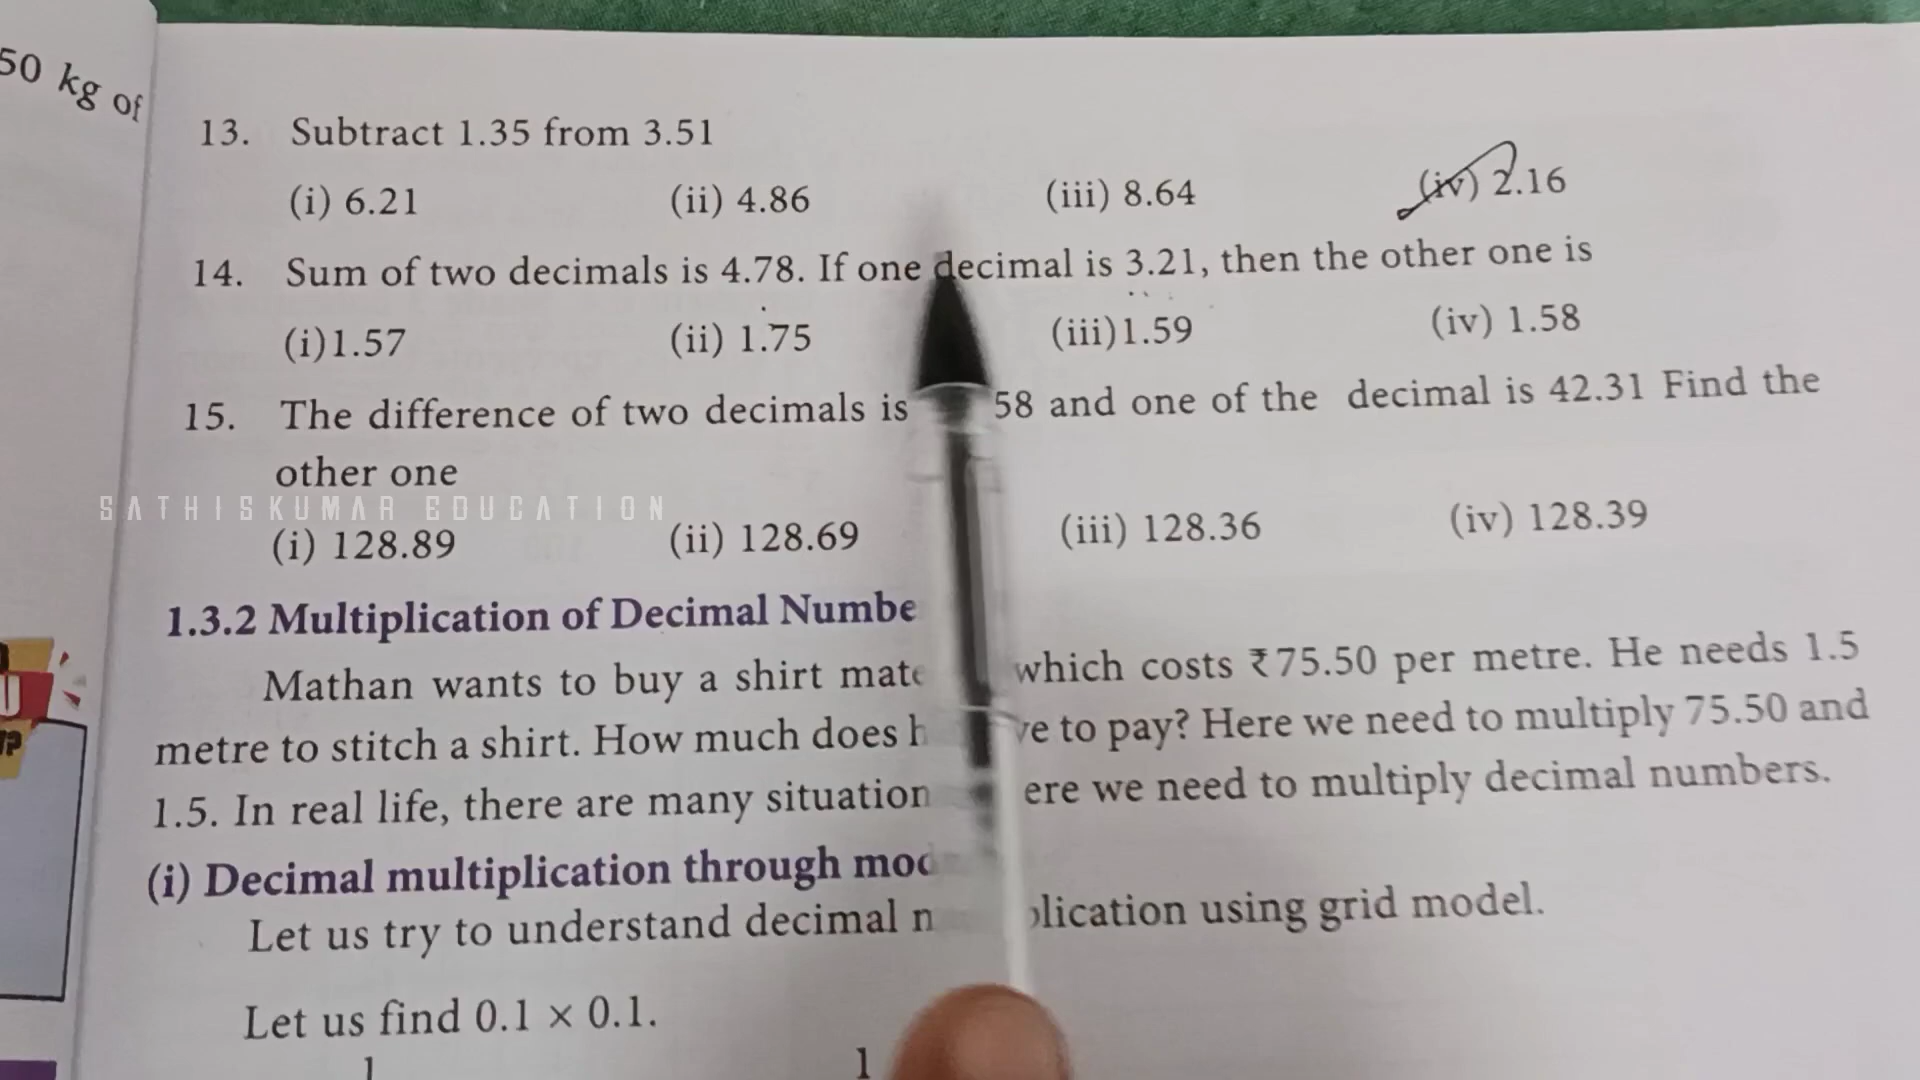 50 kg of
13. Subtract 1.35 from 3.51
(i) 6.21 (ii) 4.86 (iii) 8.64 (iv) 2.16
14. Sum of two decimals is 4.78. If one decimal is 3.21, then the other one is
(i)1.57 (ii) 1.75 (iii)1.59 (iv) 1.58
15. The difference of two decimals is 58 and one of the decimal is 42.31 Find the
other one
SATHISKUMAR EDUCATION
(i) 128.89 (ii) 128.69 (iii) 128.36 (iv) 128.39
1.3.2 Multiplication of Decimal Numbe
Mathan wants to buy a shirt which costs ₹75.50 per metre. He needs 1.5
metre to stitch a shirt. How much does to pay? Here we need to multiply 75.50 and
1.5. In real life, there are many situation ere we need to multiply decimal numbers.
(i) Decimal multiplication through
Let us try to understand decimal plication using grid model.
Let us find 0.1 × 0.1.
1 1